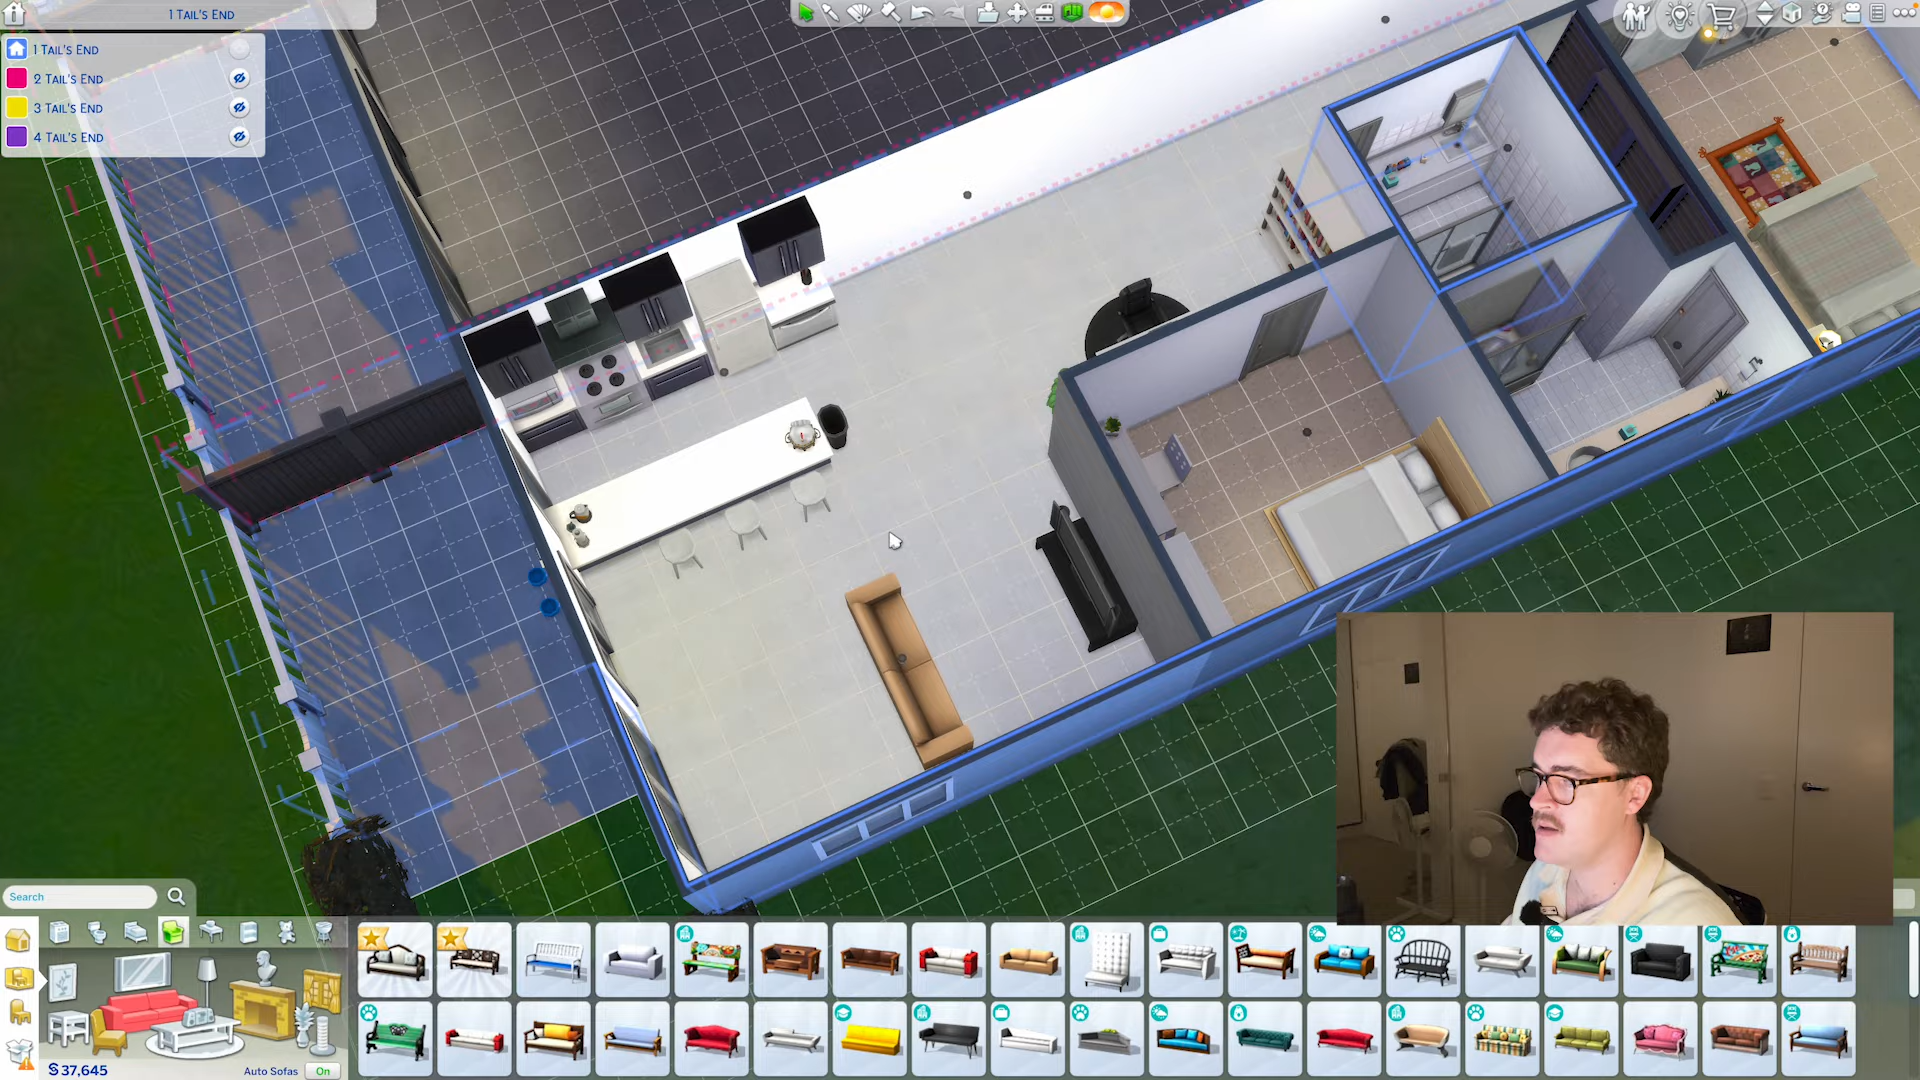 1 Tail's End
1 Tail's End
2 Tail's End
3 Tail's End
4 Tail's End
Search
§37,645
Auto Sofas
On